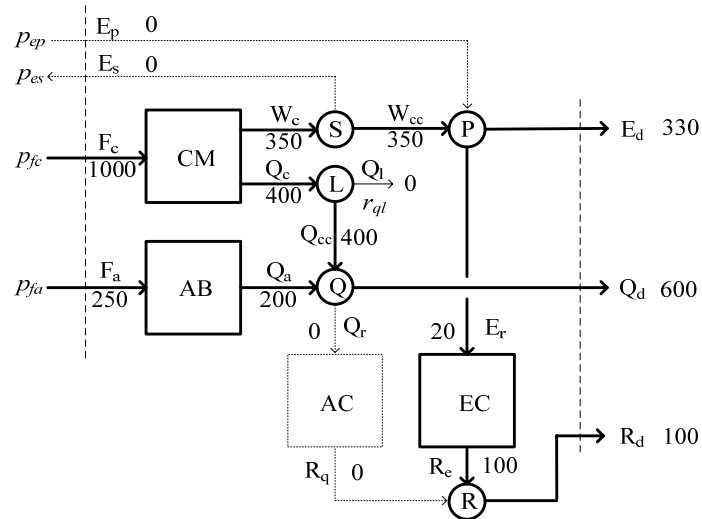 p_ep E_p 0
p_es E_s 0
W_c S W_cc P E_d 330
350 350
p_fc F_c CM
1000
Q_c L Q_l 0
400 r_ql
Q_cc 400
p_fa F_a AB Q_a Q Q_d 600
250 200
0 Q_r 20 E_r
AC EC
R_d 100
R_q 0 R_e 100
R